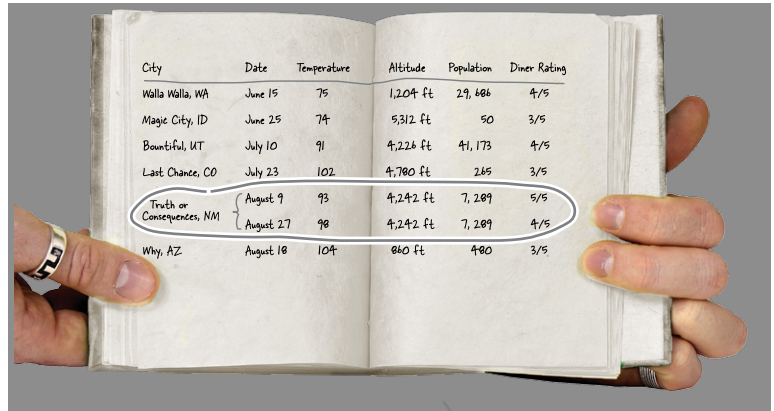 City Date Temperature Altitude Population Diner Rating
Walla Walla, WA June 15 75 1,204 ft 29,686 4/5
Magic City, ID June 25 74 5,312 ft 50 3/5
Bountiful, UT July 10 91 4,226 ft 41,173 4/5
Last Chance, CO July 23 102 4,780 ft 265 3/5
Truth or
Consequences, NM
August 9 93 4,242 ft 7,289 5/5
August 27 98 4,242 ft 7,289 4/5
Why, AZ August 18 104 860 ft 480 3/5